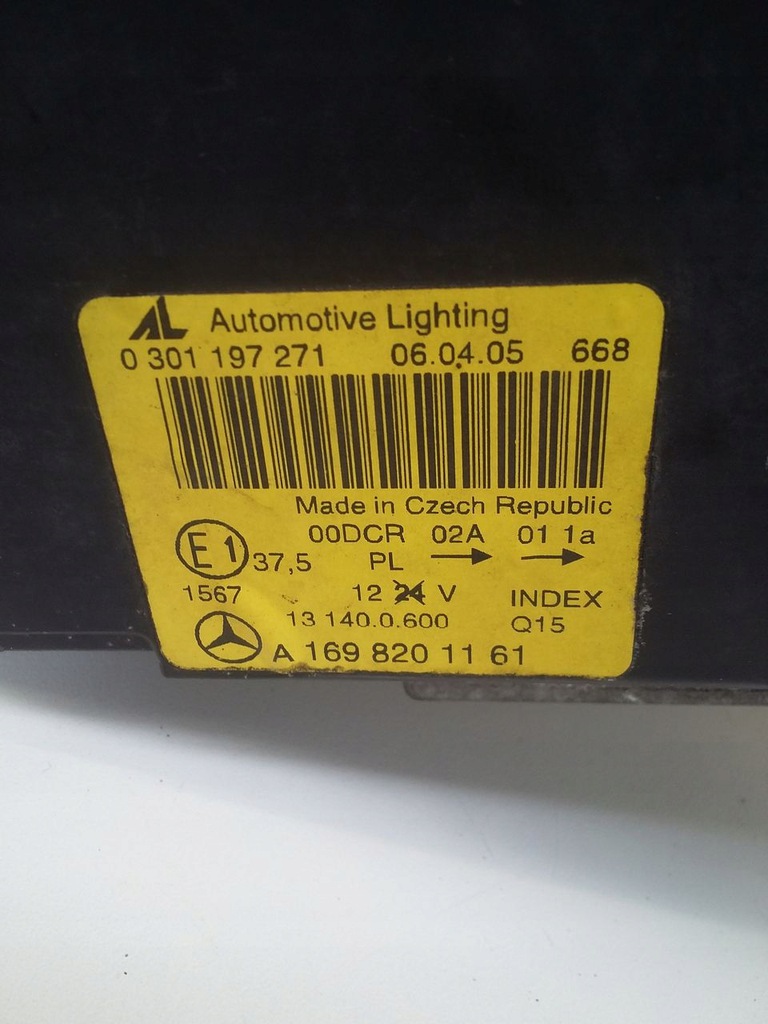 AL Automotive Lighting
0 301 197 271 06.04.05 668
Made in Czech Republic
00DCR 02A 01 1a
E1 37,5 PL → →
1567 12 24 V INDEX
13 140.0.600 Q15
A 169 820 11 61